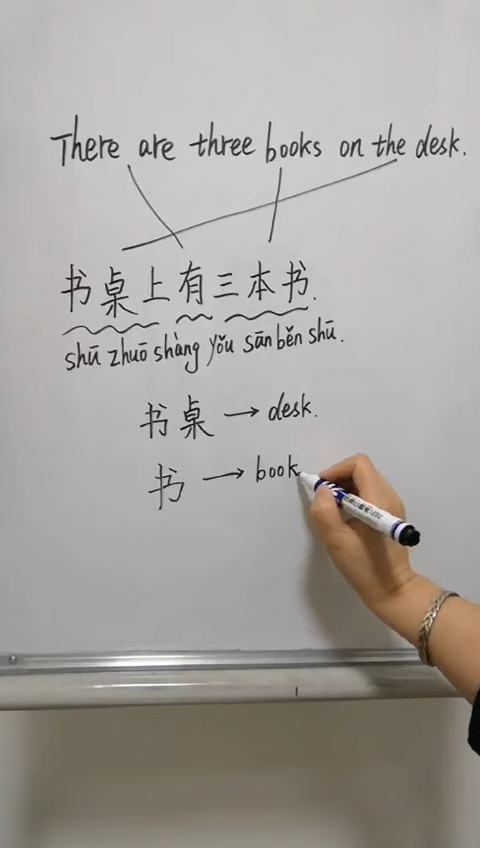 There are three books on the desk.
书桌上有三本书.
shū zhuō shàng yǒu sān běn shū.
书桌 → desk.
书 → book